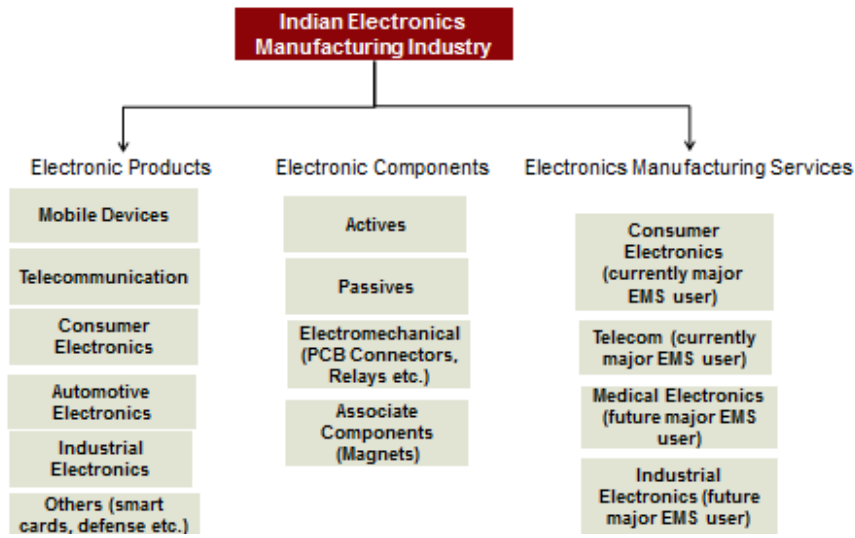 Indian Electronics
Manufacturing Industry
Electronic Products
Mobile Devices
Telecommunication
Consumer
Electronics
Automotive
Electronics
Industrial
Electronics
Others (smart
cards, defense etc.)
Electronic Components
Actives
Passives
Electromechanical
(PCB Connectors,
Relays etc.)
Associate
Components
(Magnets)
Electronics Manufacturing Services
Consumer
Electronics
(currently major
EMS user)
Telecom (currently
major EMS user)
Medical Electronics
(future major EMS
user)
Industrial
Electronics (future
major EMS user)